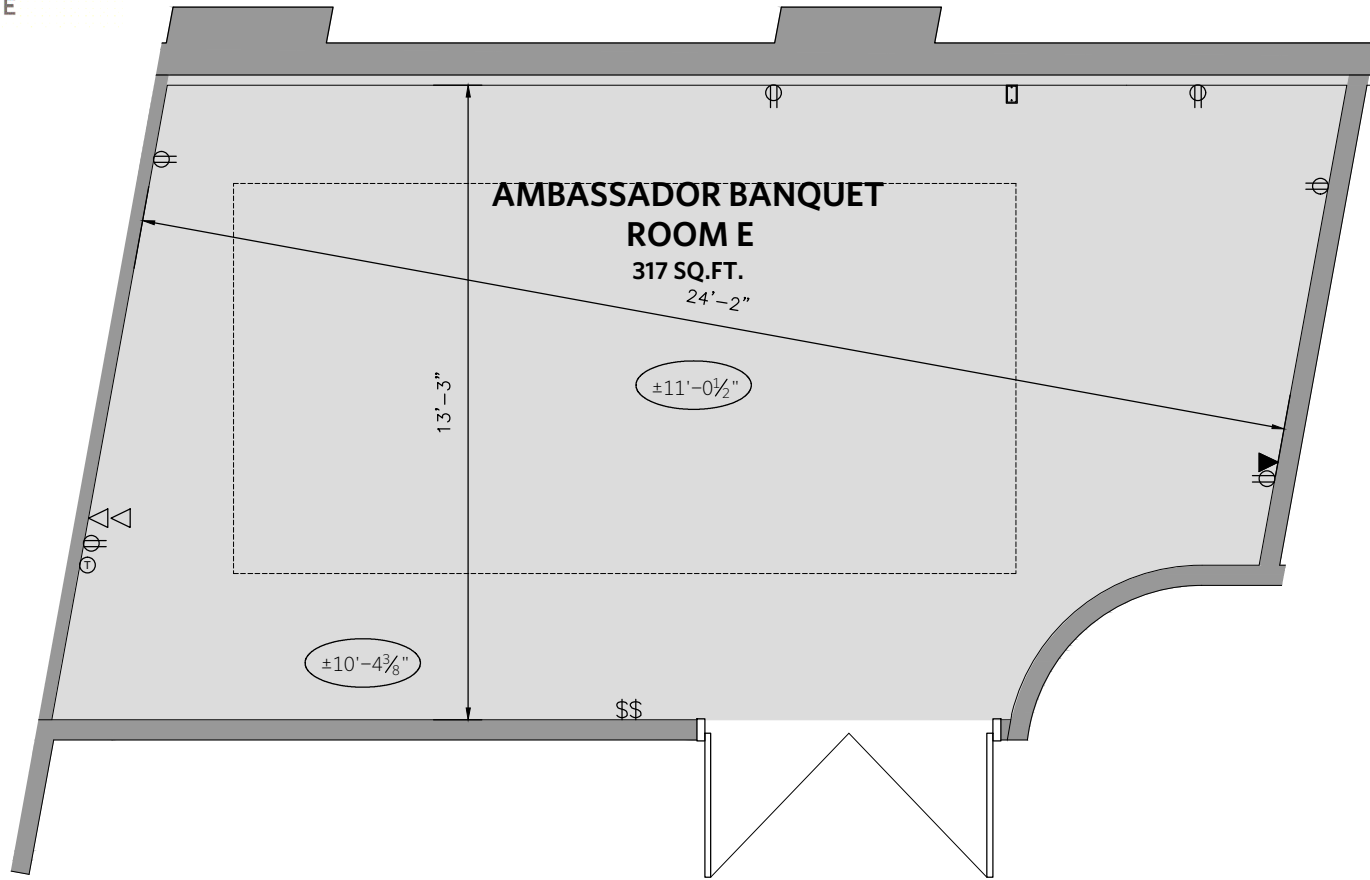 E
AMBASSADOR BANQUET
ROOM E
317 SQ.FT.
24'–2"
13'–3"
±11'–0½"
T
±10'–4⅜"
$$